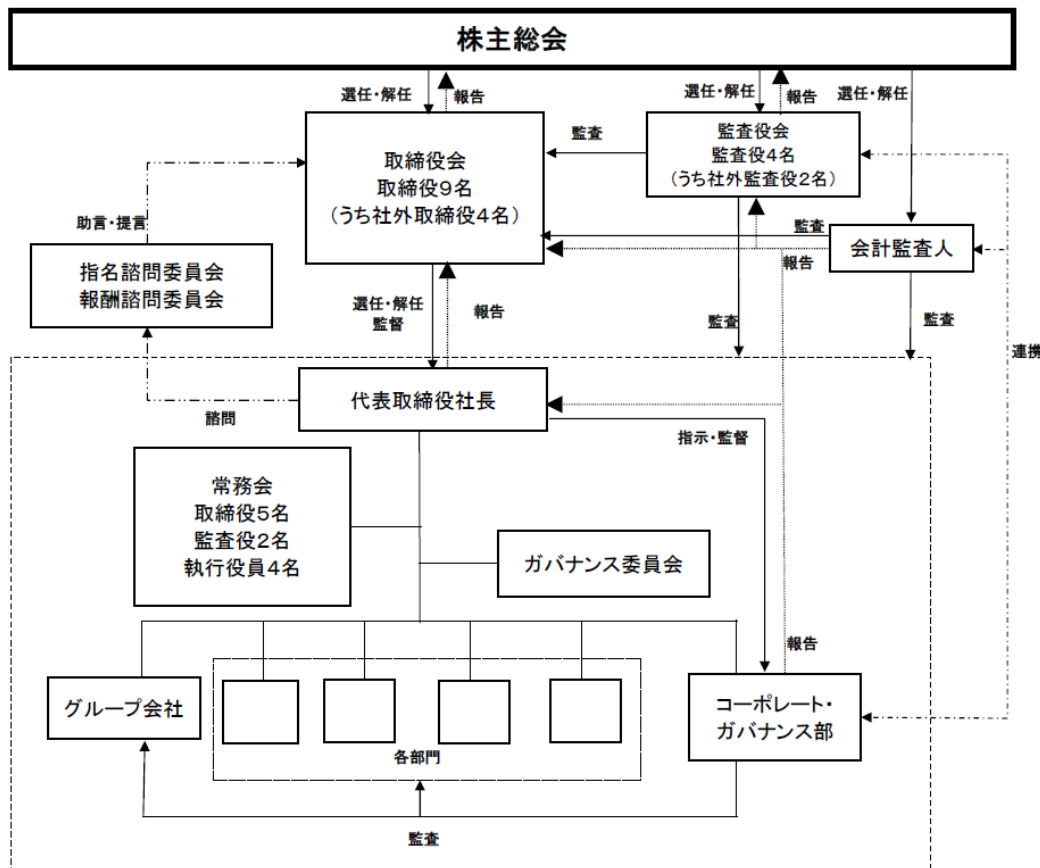 株主総会
選任・解任
報告
選任・解任
報告
選任・解任
取締役会
取締役9名
(うち社外取締役4名)
監査
監査役会
監査役4名
(うち社外監査役2名)
助言・提言
監査
会計監査人
報告
指名諮問委員会
報酬諮問委員会
選任・解任
監督
報告
監査
監査
連携
代表取締役社長
諮問
指示・監督
常務会
取締役5名
監査役2名
執行役員4名
ガバナンス委員会
報告
グループ会社
コーポレート・
ガバナンス部
各部門
監査